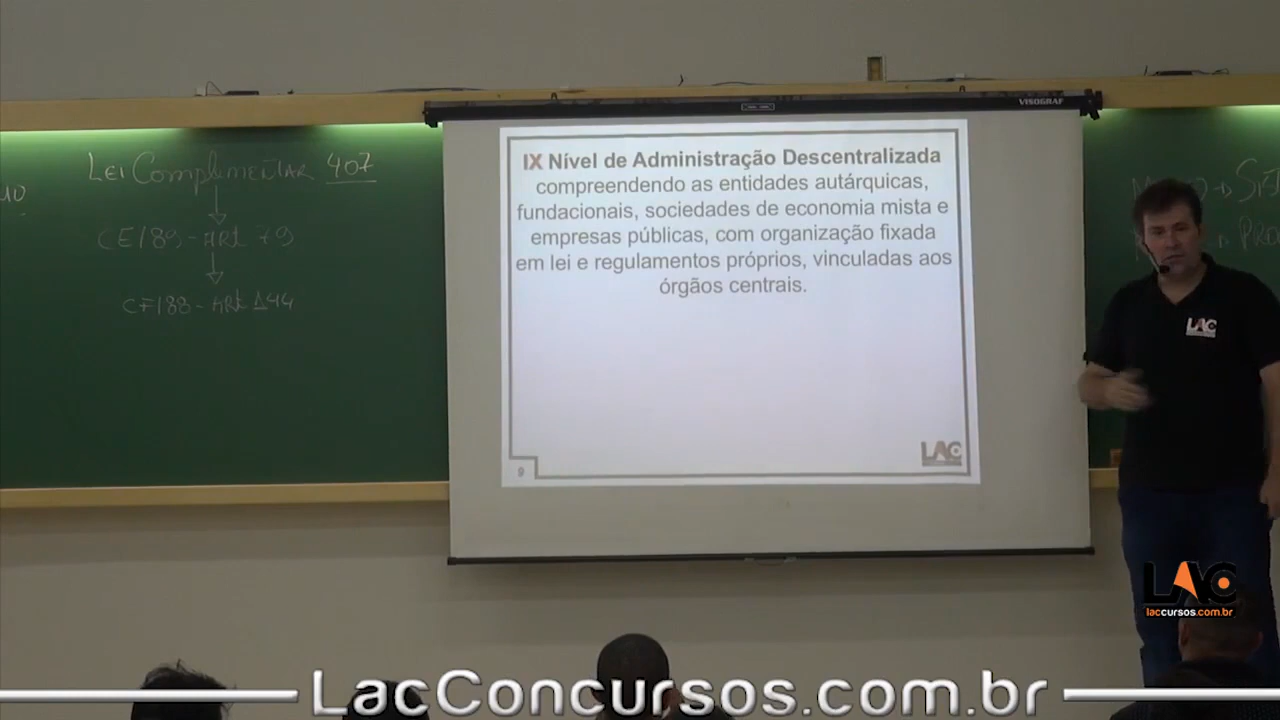 VISOGRAF
LEI COMPLIMENTAR 407
CE/89 - ART 79
CF/88 - ART 144
IX Nível de Administração Descentralizada
compreendendo as entidades autárquicas,
fundacionais, sociedades de economia mista e
empresas públicas, com organização fixada
em lei e regulamentos próprios, vinculadas aos
órgãos centrais.
9
LAC
LAC
LAC
laccursos.com.br
LacConcursos.com.br